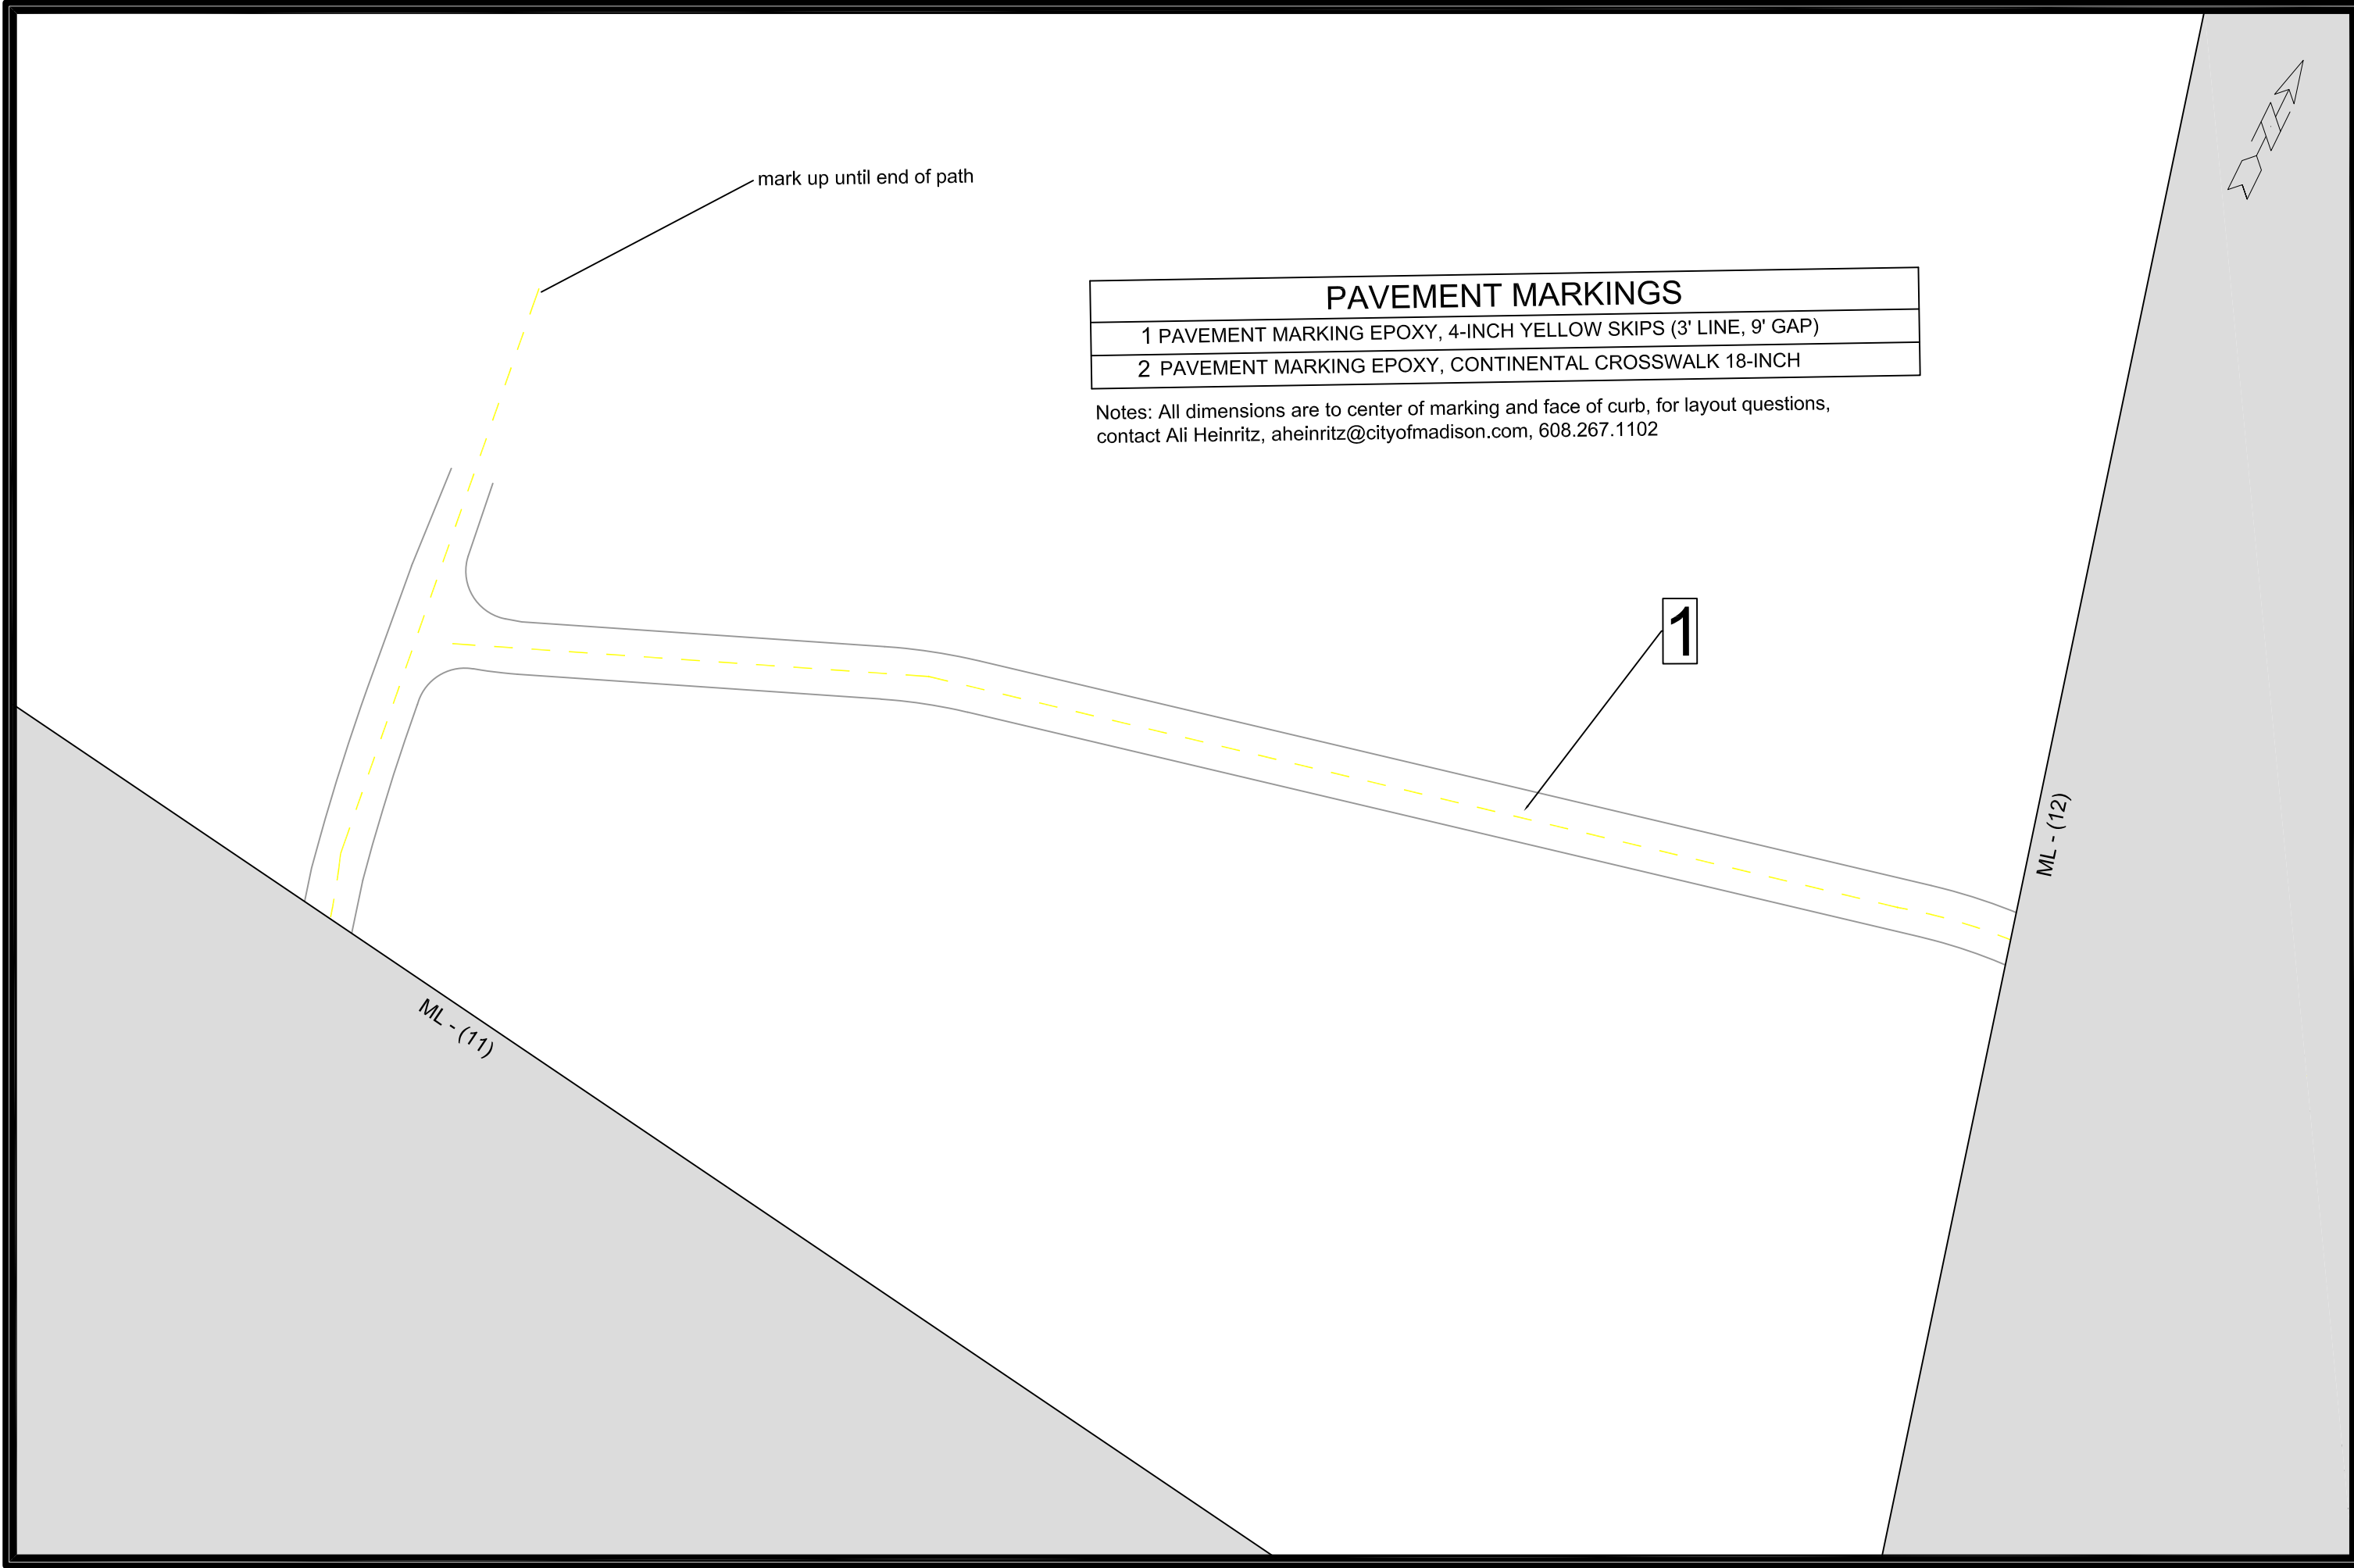 mark up until end of path
PAVEMENT MARKINGS
1 PAVEMENT MARKING EPOXY, 4-INCH YELLOW SKIPS (3' LINE, 9' GAP)
2 PAVEMENT MARKING EPOXY, CONTINENTAL CROSSWALK 18-INCH
Notes: All dimensions are to center of marking and face of curb, for layout questions,
contact Ali Heinritz, aheinritz@cityofmadison.com, 608.267.1102
1
ML - (12)
ML - (11)